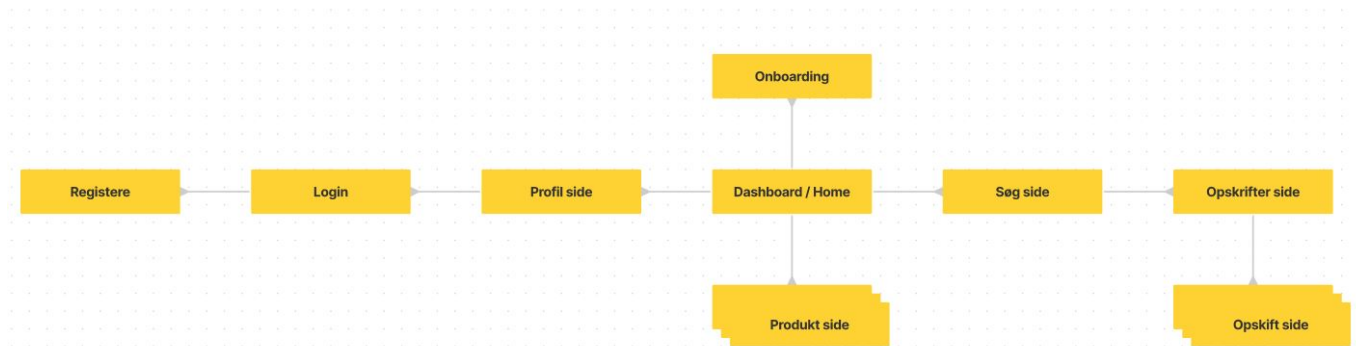 Onboarding
Registere
Login
Profil side
Dashboard / Home
Søg side
Opskrifter side
Produkt side
Opskift side